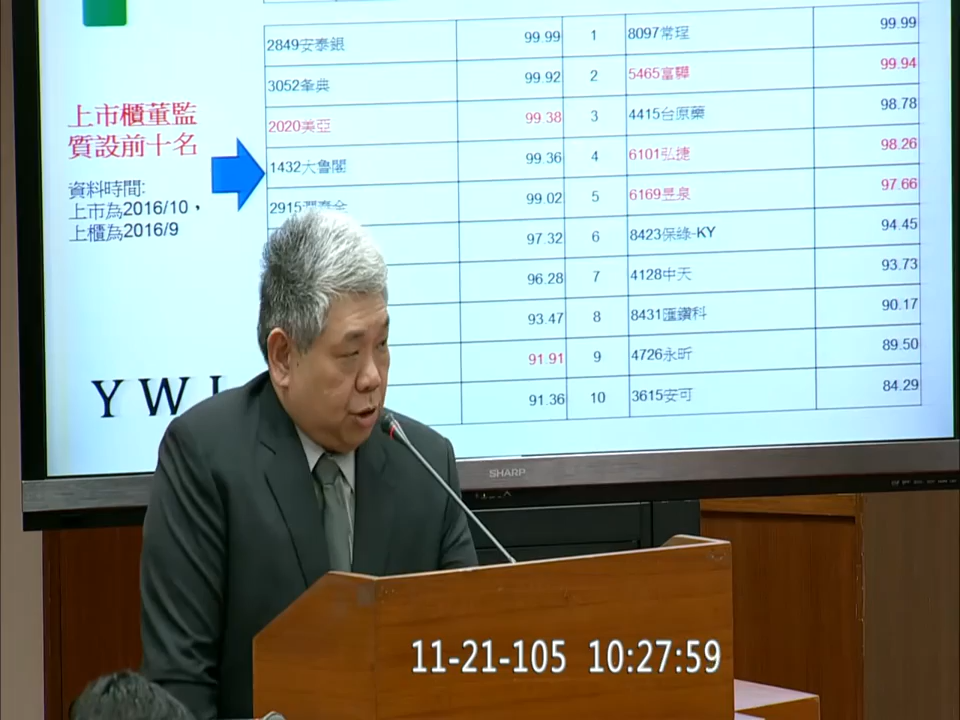 2849安泰銀 99.99 1 8097常珵 99.99
3052夆典 99.92 2 5465富驊 99.94
2020美亞 99.38 3 4415台原藥 98.78
1432大魯閣 99.36 4 6101弘捷 98.26
2915潤泰全 99.02 5 6169昱泉 97.66
97.32 6 8423保綠-KY 94.45
96.28 7 4128中天 93.73
93.47 8 8431匯鑽科 90.17
91.91 9 4726永昕 89.50
91.36 10 3615安可 84.29
上市櫃董監
質設前十名
資料時間:
上市為2016/10，
上櫃為2016/9
YW
SHARP
11-21-105 10:27:59